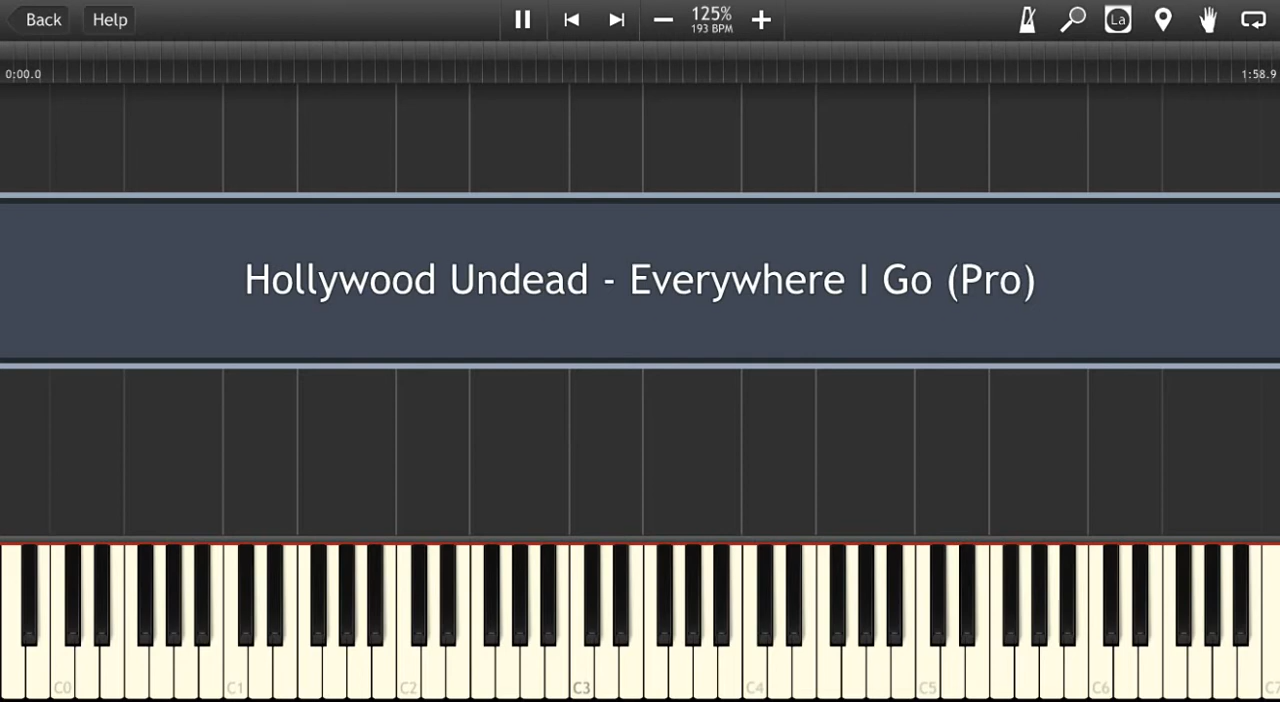 Back Help 125% La
193 BPM
0:00.0 1:58.9
Hollywood Undead - Everywhere I Go (Pro)
C0 C1 C2 C3 C4 C5 C6 C7